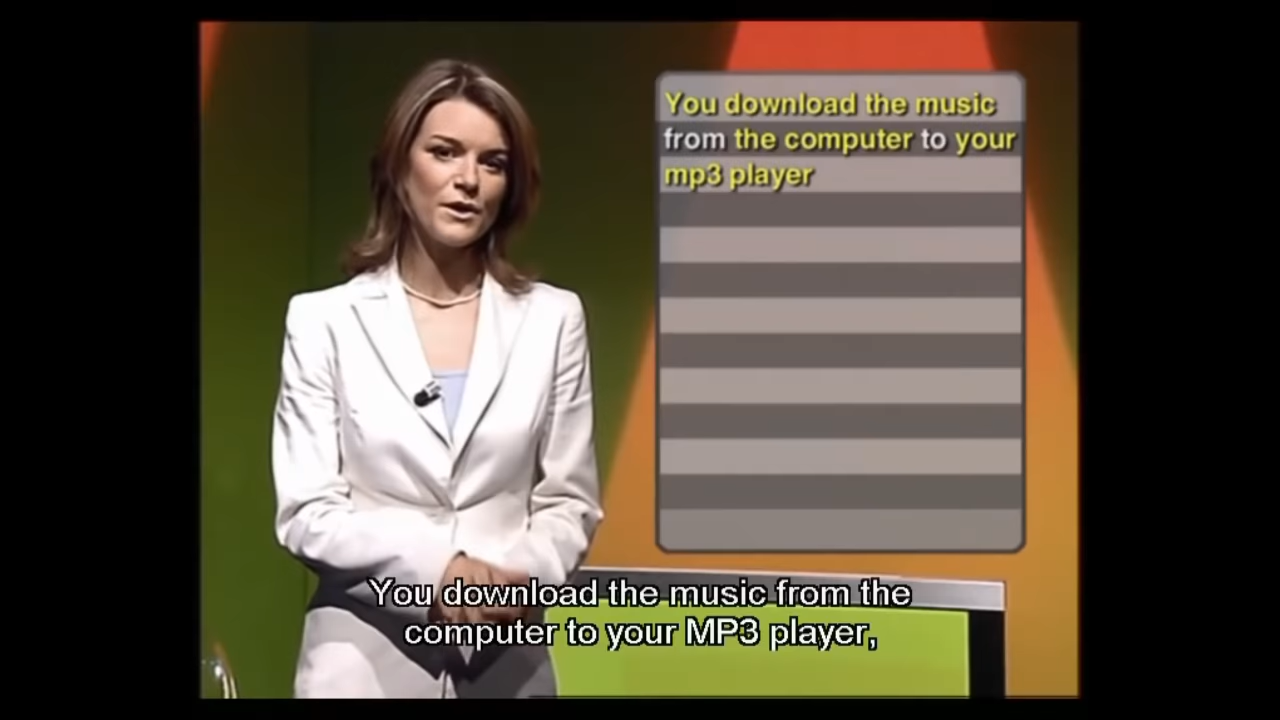 You download the music
from the computer to your
mp3 player
You download the music from the
computer to your MP3 player,